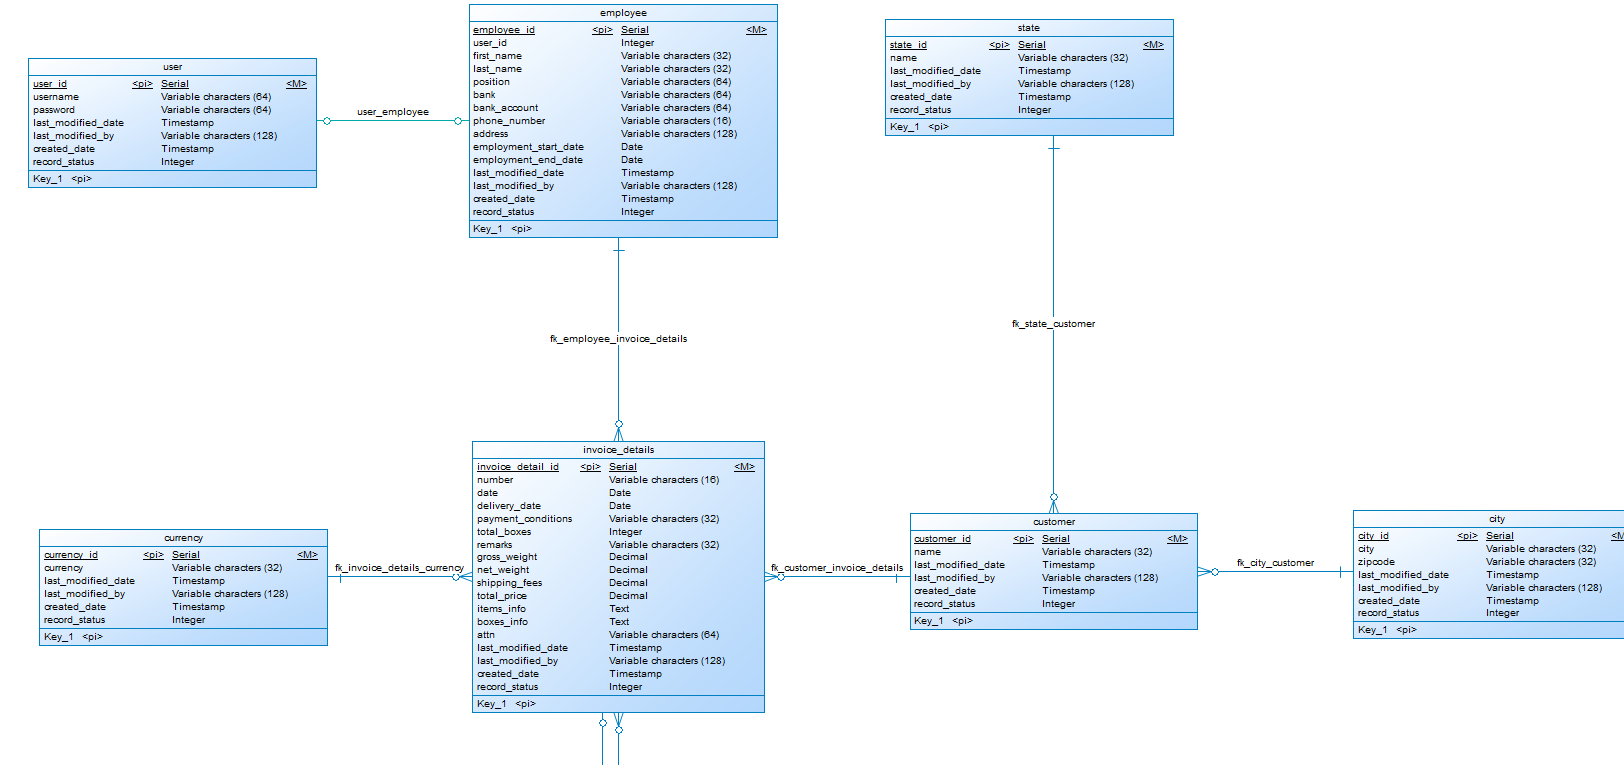 employee
employee_id <pi> Serial <M>
user_id Integer
first_name Variable characters (32)
last_name Variable characters (32)
position Variable characters (64)
bank Variable characters (64)
bank_account Variable characters (64)
phone_number Variable characters (16)
address Variable characters (128)
employment_start_date Date
employment_end_date Date
last_modified_date Timestamp
last_modified_by Variable characters (128)
created_date Timestamp
record_status Integer
Key_1 <pi>
state
state_id <pi> Serial <M>
name Variable characters (32)
last_modified_date Timestamp
last_modified_by Variable characters (128)
created_date Timestamp
record_status Integer
Key_1 <pi>
user
user_id <pi> Serial <M>
username Variable characters (64)
password Variable characters (64)
last_modified_date Timestamp
last_modified_by Variable characters (128)
created_date Timestamp
record_status Integer
Key_1 <pi>
user_employee
fk_employee_invoice_details
fk_state_customer
invoice_details
invoice_detail_id <pi> Serial <M>
number Variable characters (16)
date Date
delivery_date Date
payment_conditions Variable characters (32)
total_boxes Integer
remarks Variable characters (32)
gross_weight Decimal
net_weight Decimal
shipping_fees Decimal
total_price Decimal
items_info Text
boxes_info Text
attn Variable characters (64)
last_modified_date Timestamp
last_modified_by Variable characters (128)
created_date Timestamp
record_status Integer
Key_1 <pi>
currency
currency_id <pi> Serial <M>
currency Variable characters (32)
last_modified_date Timestamp
last_modified_by Variable characters (128)
created_date Timestamp
record_status Integer
Key_1 <pi>
fk_invoice_details_currency
fk_customer_invoice_details
customer
customer_id <pi> Serial <M>
name Variable characters (32)
last_modified_date Timestamp
last_modified_by Variable characters (128)
created_date Timestamp
record_status Integer
Key_1 <pi>
fk_city_customer
city
city_id <pi> Serial <M
city Variable characters (32)
zipcode Variable characters (32)
last_modified_date Timestamp
last_modified_by Variable characters (128)
created_date Timestamp
record_status Integer
Key_1 <pi>